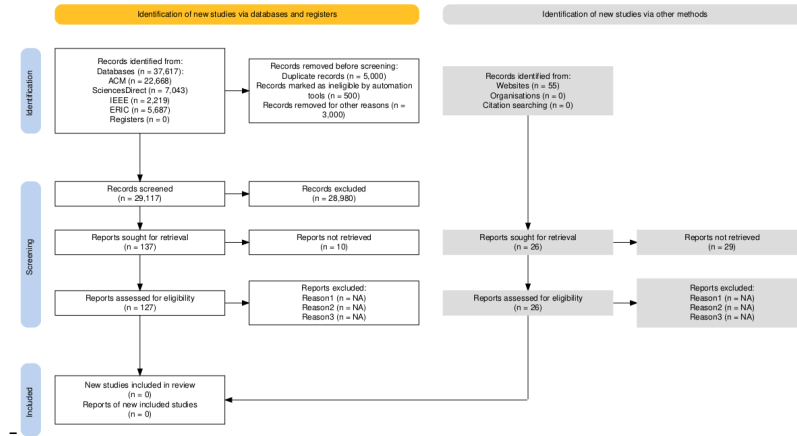 Identification of new studies via databases and registers
Identification of new studies via other methods
Identification
Records identified from:
Databases (n = 37,617):
ACM (n = 22,668)
SciencesDirect (n = 7,043)
IEEE (n = 2,219)
ERIC (n = 5,687)
Registers (n = 0)
Records removed before screening:
Duplicate records (n = 5,000)
Records marked as ineligible by automation
tools (n = 500)
Records removed for other reasons (n =
3,000)
Records identified from:
Websites (n = 55)
Organisations (n = 0)
Citation searching (n = 0)
Screening
Records screened
(n = 29,117)
Records excluded
(n = 28,980)
Reports sought for retrieval
(n = 137)
Reports not retrieved
(n = 10)
Reports sought for retrieval
(n = 26)
Reports not retrieved
(n = 29)
Reports assessed for eligibility
(n = 127)
Reports excluded:
Reason1 (n = NA)
Reason2 (n = NA)
Reason3 (n = NA)
Reports assessed for eligibility
(n = 26)
Reports excluded:
Reason1 (n = NA)
Reason2 (n = NA)
Reason3 (n = NA)
Included
New studies included in review
(n = 0)
Reports of new included studies
(n = 0)